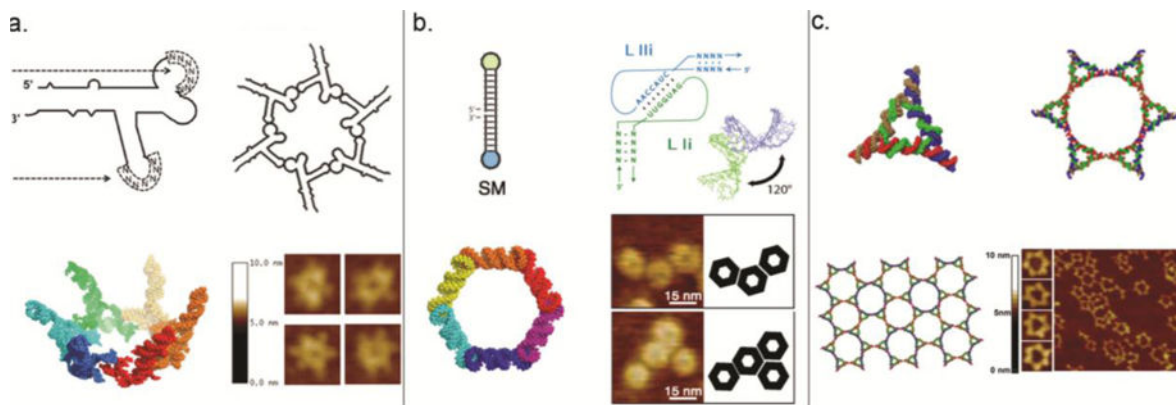 a.
5'
3'
N N N N N
N N N N N
10.0 nm
5.0 nm
0.0 nm
b.
5'
3'
SM
L IIi
N N N N
N N N N
5'
AACCAUC
UUGGUAG
L Ii
N N
N N
N N
N N
5'
120°
15 nm
15 nm
c.
10 nm
5nm
0 nm